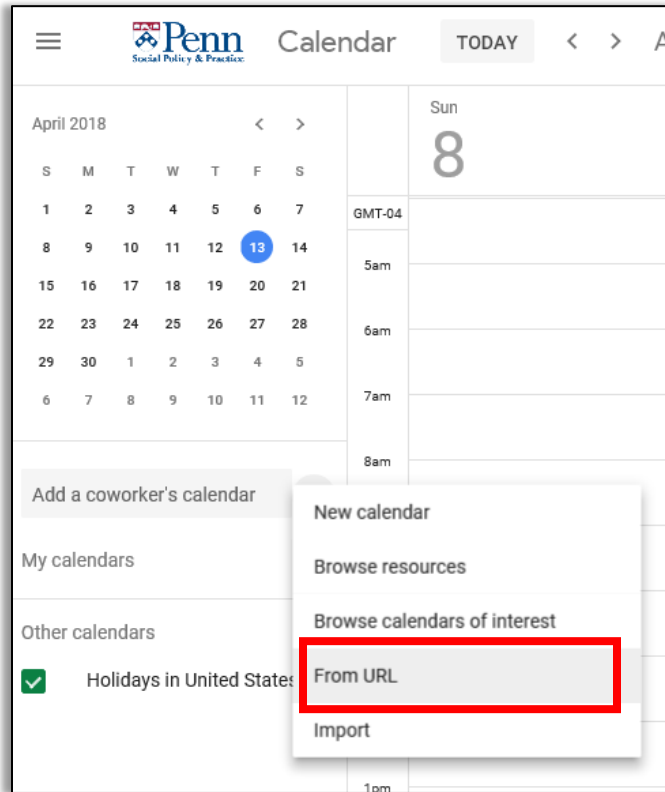 Penn
Social Policy & Practice
Calendar
TODAY
< >
A
April 2018
< >
S M T W T F S
1 2 3 4 5 6 7
8 9 10 11 12 13 14
15 16 17 18 19 20 21
22 23 24 25 26 27 28
29 30 1 2 3 4 5
6 7 8 9 10 11 12
Sun
8
GMT-04
5am
6am
7am
8am
1pm
Add a coworker's calendar
My calendars
Other calendars
Holidays in United States
New calendar
Browse resources
Browse calendars of interest
From URL
Import